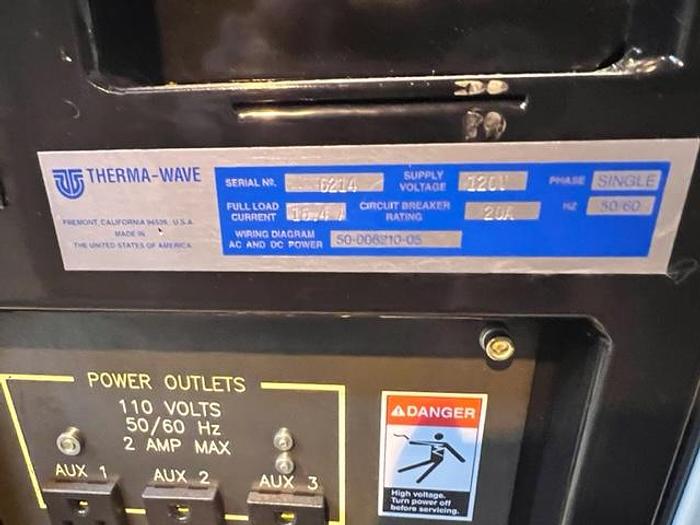 THERMA-WAVE
FREMONT, CALIFORNIA 94539, U.S.A.
MADE IN
THE UNITED STATES OF AMERICA
SERIAL Nº. 6214 SUPPLY VOLTAGE 120V PHASE SINGLE
FULL LOAD CURRENT 16.4 A CIRCUIT BREAKER RATING 20A HZ 50/60
WIRING DIAGRAM
AC AND DC POWER 50-006210-05
POWER OUTLETS
110 VOLTS
50/60 Hz
2 AMP MAX
AUX 1 AUX 2 AUX 3
DANGER
High voltage.
Turn power off
before servicing.